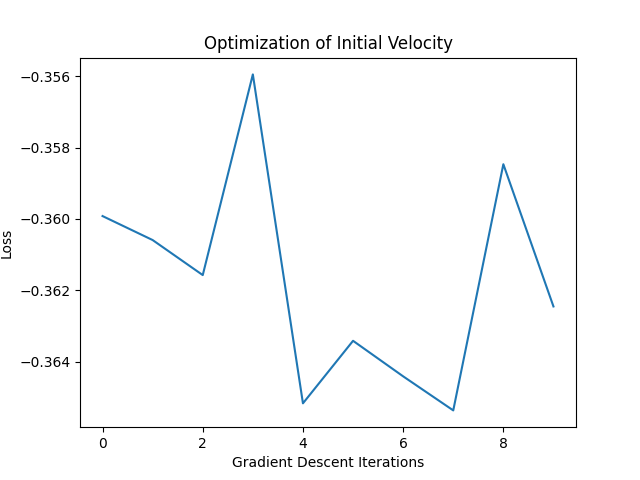 Optimization of Initial Velocity
−0.356
−0.358
−0.360
−0.362
−0.364
Loss
0 2 4 6 8
Gradient Descent Iterations